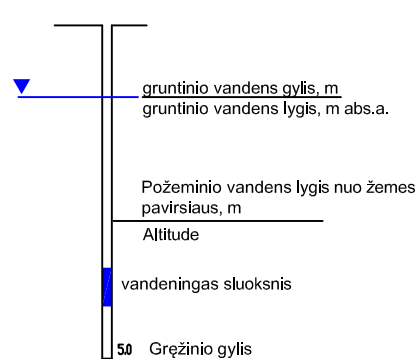 gruntinio vandens gylis, m
gruntinio vandens lygis, m abs.a.
Požeminio vandens lygis nuo žemes
pavirsiaus, m
Altitude
vandeningas sluoksnis
5.0 Gręžinio gylis